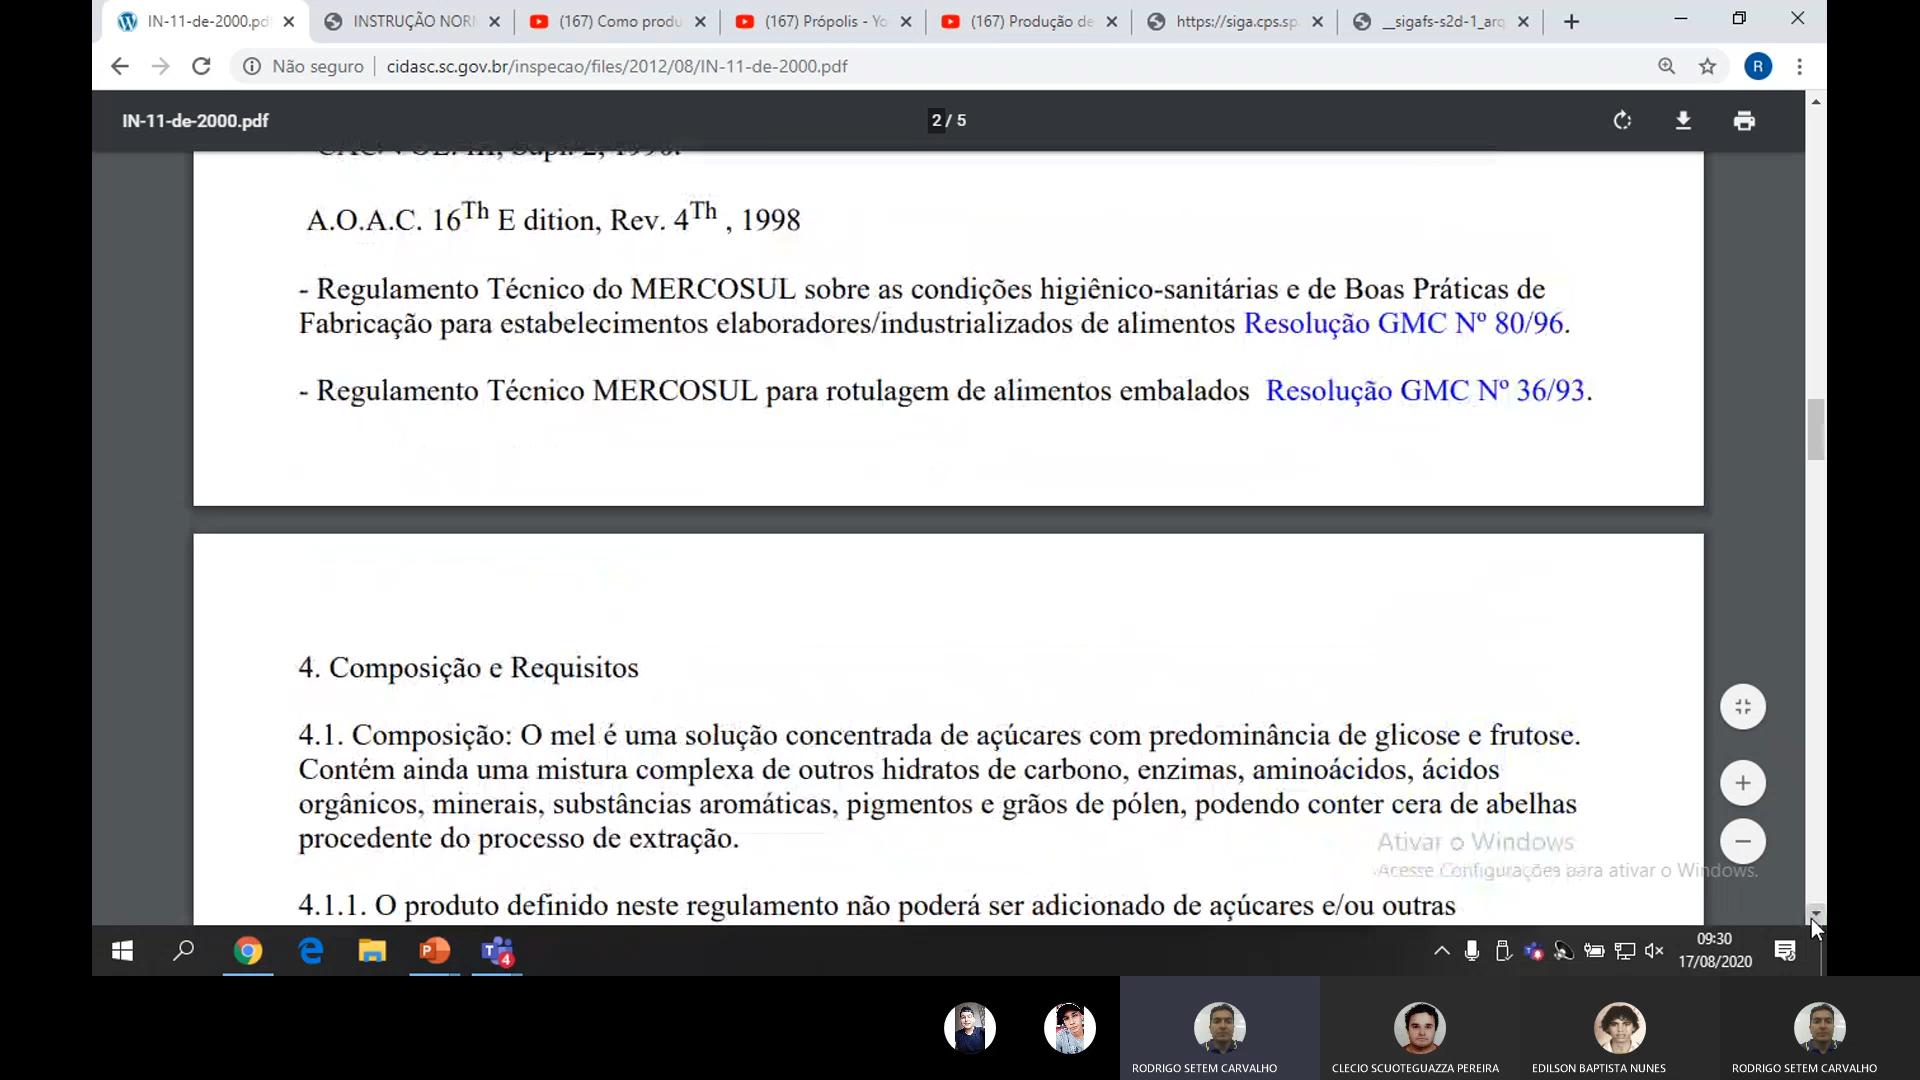 IN-11-de-2000.pdf
INSTRUÇÃO NOR
(167) Como produ
(167) Própolis - Yo
(167) Produção de
https://siga.cps.sp.
__sigafs-s2d-1_arq
Não seguro
cidasc.sc.gov.br/inspecao/files/2012/08/IN-11-de-2000.pdf
R
IN-11-de-2000.pdf
2 / 5
A.O.A.C. 16Th E dition, Rev. 4Th , 1998
- Regulamento Técnico do MERCOSUL sobre as condições higiênico-sanitárias e de Boas Práticas de
Fabricação para estabelecimentos elaboradores/industrializados de alimentos Resolução GMC Nº 80/96.
- Regulamento Técnico MERCOSUL para rotulagem de alimentos embalados Resolução GMC Nº 36/93.
4. Composição e Requisitos
4.1. Composição: O mel é uma solução concentrada de açúcares com predominância de glicose e frutose.
Contém ainda uma mistura complexa de outros hidratos de carbono, enzimas, aminoácidos, ácidos
orgânicos, minerais, substâncias aromáticas, pigmentos e grãos de pólen, podendo conter cera de abelhas
procedente do processo de extração.
Ativar o Windows
Acesse Configurações para ativar o Windows.
4.1.1. O produto definido neste regulamento não poderá ser adicionado de açúcares e/ou outras
4
09:30
17/08/2020
RODRIGO SETEM CARVALHO
CLECIO SCUOTEGUAZZA PEREIRA
EDILSON BAPTISTA NUNES
RODRIGO SETEM CARVALHO